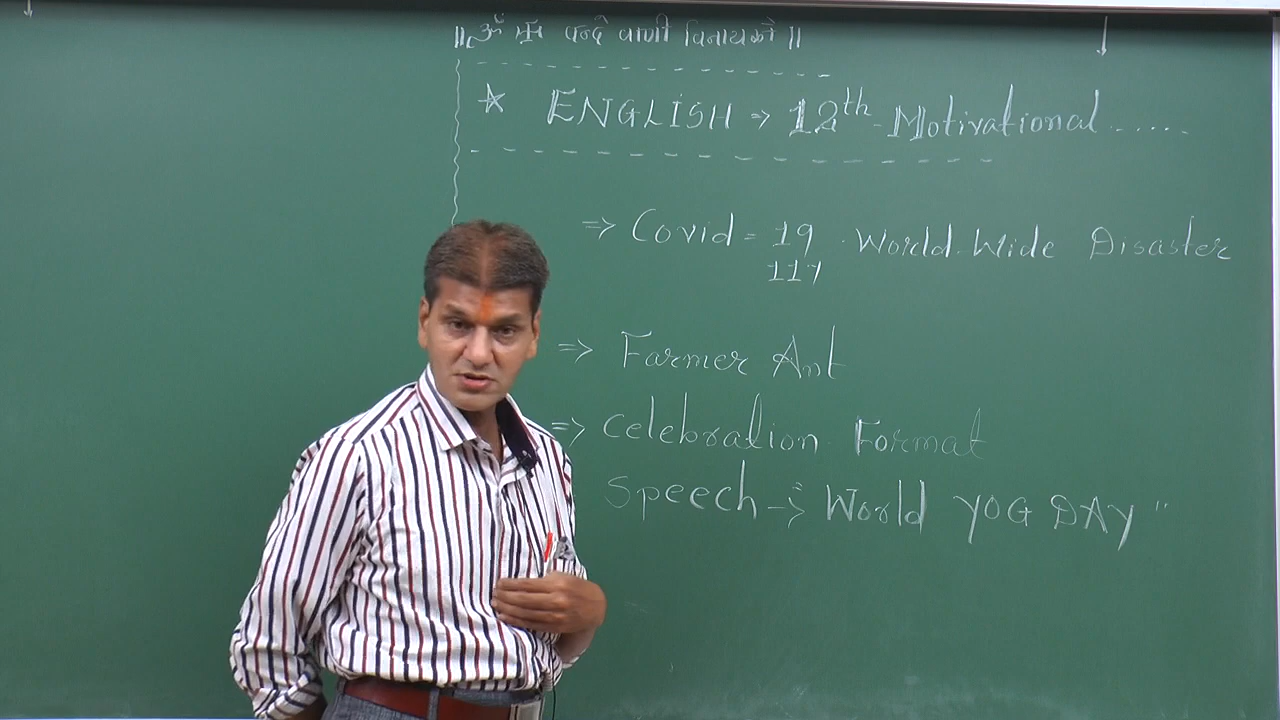 ॥ ॐ वन्दे वाणी विनायकौ ॥
* ENGLISH ⇒ 12th - Motivational ......
⇒ Covid = 19 . World-Wide Disaster
117
⇒ Farmer Ant
⇒ Celebration Format
Speech → "World YOG DAY"